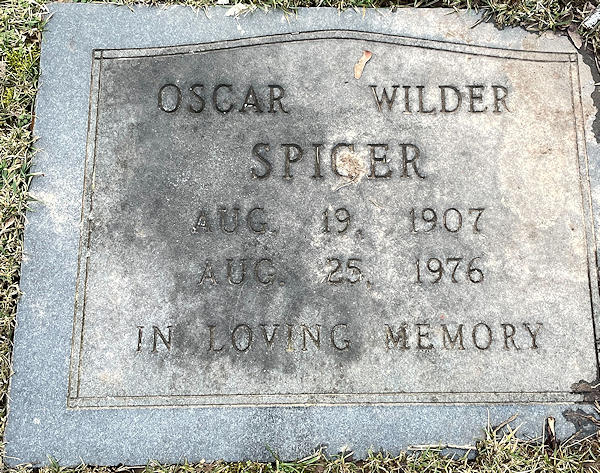 OSCAR WILDER
SPICER
AUG. 19, 1907
AUG. 25, 1976
IN LOVING MEMORY